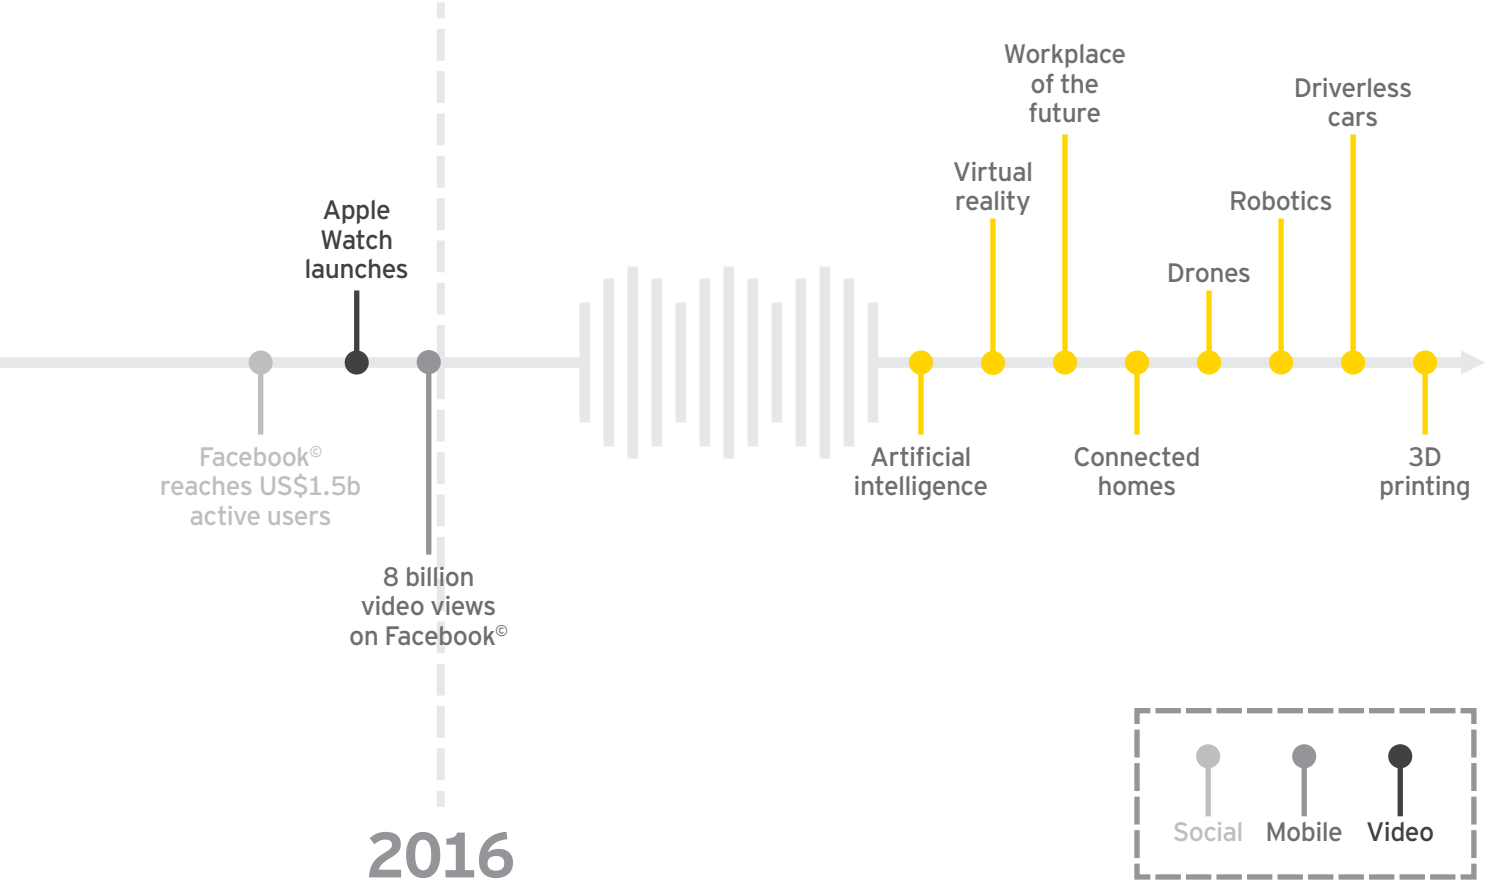 Apple
Watch
launches
Facebook©
reaches US$1.5b
active users
8 billion
video views
on Facebook©
2016
Artificial
intelligence
Virtual
reality
Workplace
of the
future
Connected
homes
Drones
Robotics
Driverless
cars
3D
printing
Social
Mobile
Video